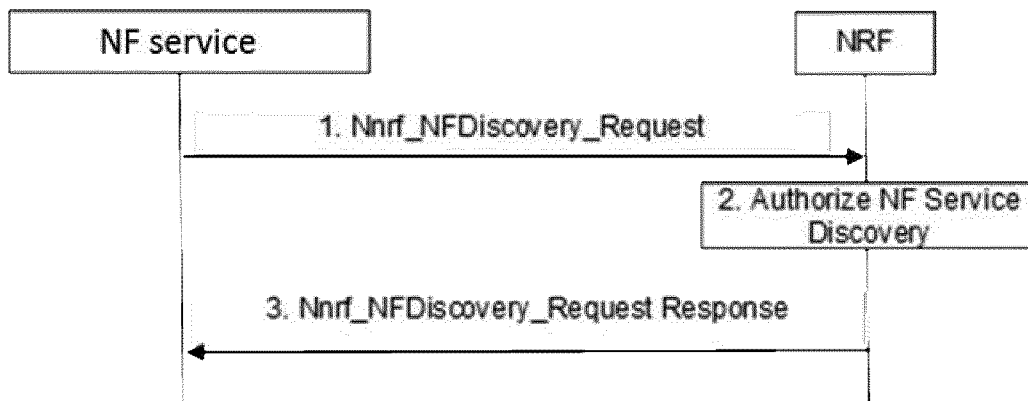 NF service
NRF
1. Nnrf_NFDiscovery_Request
2. Authorize NF Service
Discovery
3. Nnrf_NFDiscovery_Request Response